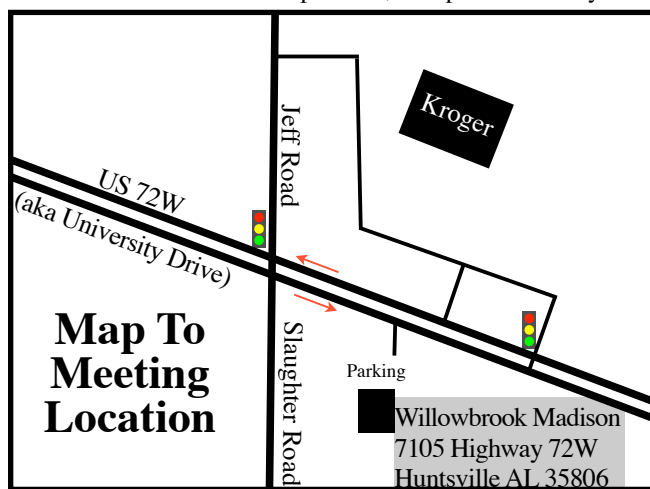 Kroger
Jeff Road
US 72W
(aka University Drive)
Map To
Meeting
Location
Slaughter Road
Parking
Willowbrook Madison
7105 Highway 72W
Huntsville AL 35806